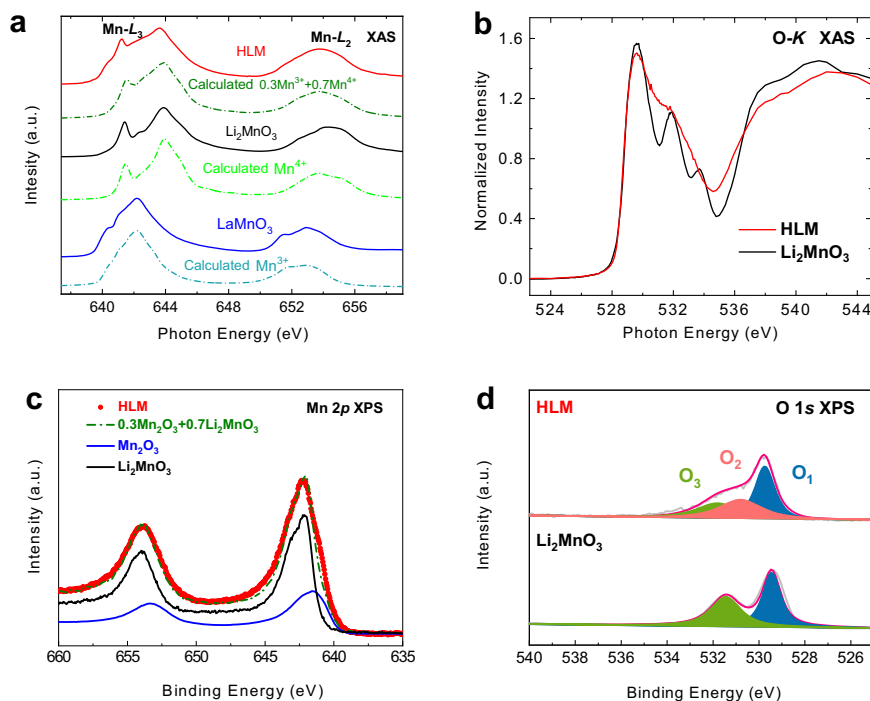 a
Mn-L₃
Mn-L₂ XAS
HLM
Calculated 0.3Mn³⁺+0.7Mn⁴⁺
Li₂MnO₃
Calculated Mn⁴⁺
LaMnO₃
Calculated Mn³⁺
Intesity (a.u.)
640 644 648 652 656
Photon Energy (eV)
b
O-K XAS
1.6
1.2
0.8
0.4
0.0
Normalized Intensity
HLM
Li₂MnO₃
524 528 532 536 540 544
Photon Energy (eV)
c
Mn 2p XPS
HLM
0.3Mn₂O₃+0.7Li₂MnO₃
Mn₂O₃
Li₂MnO₃
Intensity (a.u.)
660 655 650 645 640 635
Binding Energy (eV)
d
HLM
O 1s XPS
O₃
O₂
O₁
Li₂MnO₃
Intensity (a.u.)
540 538 536 534 532 530 528 526
Binding Energy (eV)